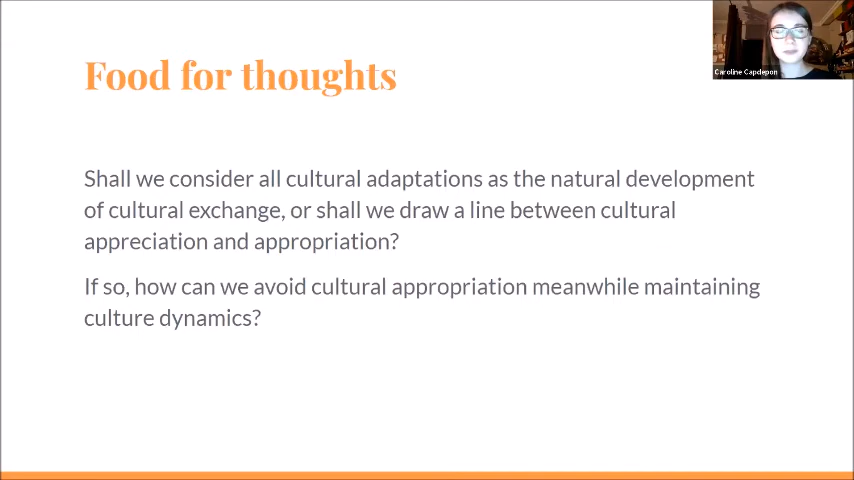 Food for thoughts
Caroline Capdepon
Shall we consider all cultural adaptations as the natural development
of cultural exchange, or shall we draw a line between cultural
appreciation and appropriation?
If so, how can we avoid cultural appropriation meanwhile maintaining
culture dynamics?